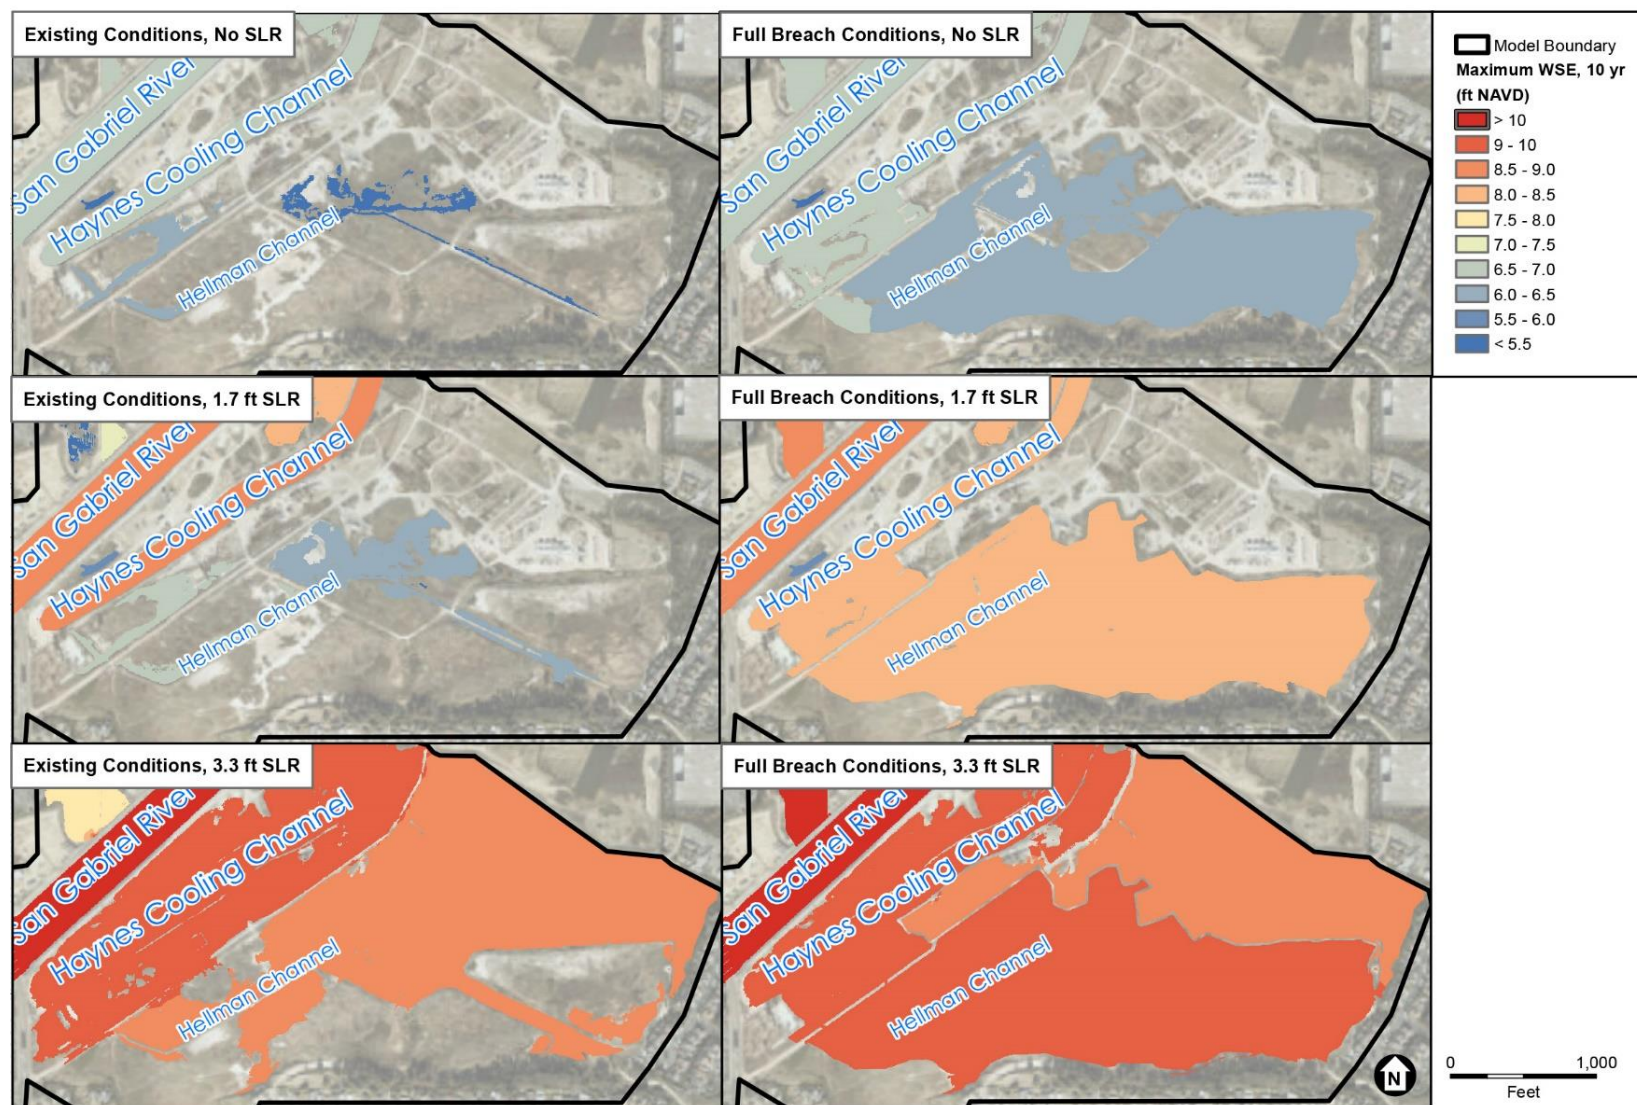 Existing Conditions, No SLR
San Gabriel River
Haynes Cooling Channel
Hellman Channel
Full Breach Conditions, No SLR
San Gabriel River
Haynes Cooling Channel
Hellman Channel
Model Boundary
Maximum WSE, 10 yr
(ft NAVD)
> 10
9 - 10
8.5 - 9.0
8.0 - 8.5
7.5 - 8.0
7.0 - 7.5
6.5 - 7.0
6.0 - 6.5
5.5 - 6.0
< 5.5
Existing Conditions, 1.7 ft SLR
San Gabriel River
Haynes Cooling Channel
Hellman Channel
Full Breach Conditions, 1.7 ft SLR
San Gabriel River
Haynes Cooling Channel
Hellman Channel
Existing Conditions, 3.3 ft SLR
San Gabriel River
Haynes Cooling Channel
Hellman Channel
Full Breach Conditions, 3.3 ft SLR
San Gabriel River
Haynes Cooling Channel
Hellman Channel
N
0 1,000
Feet